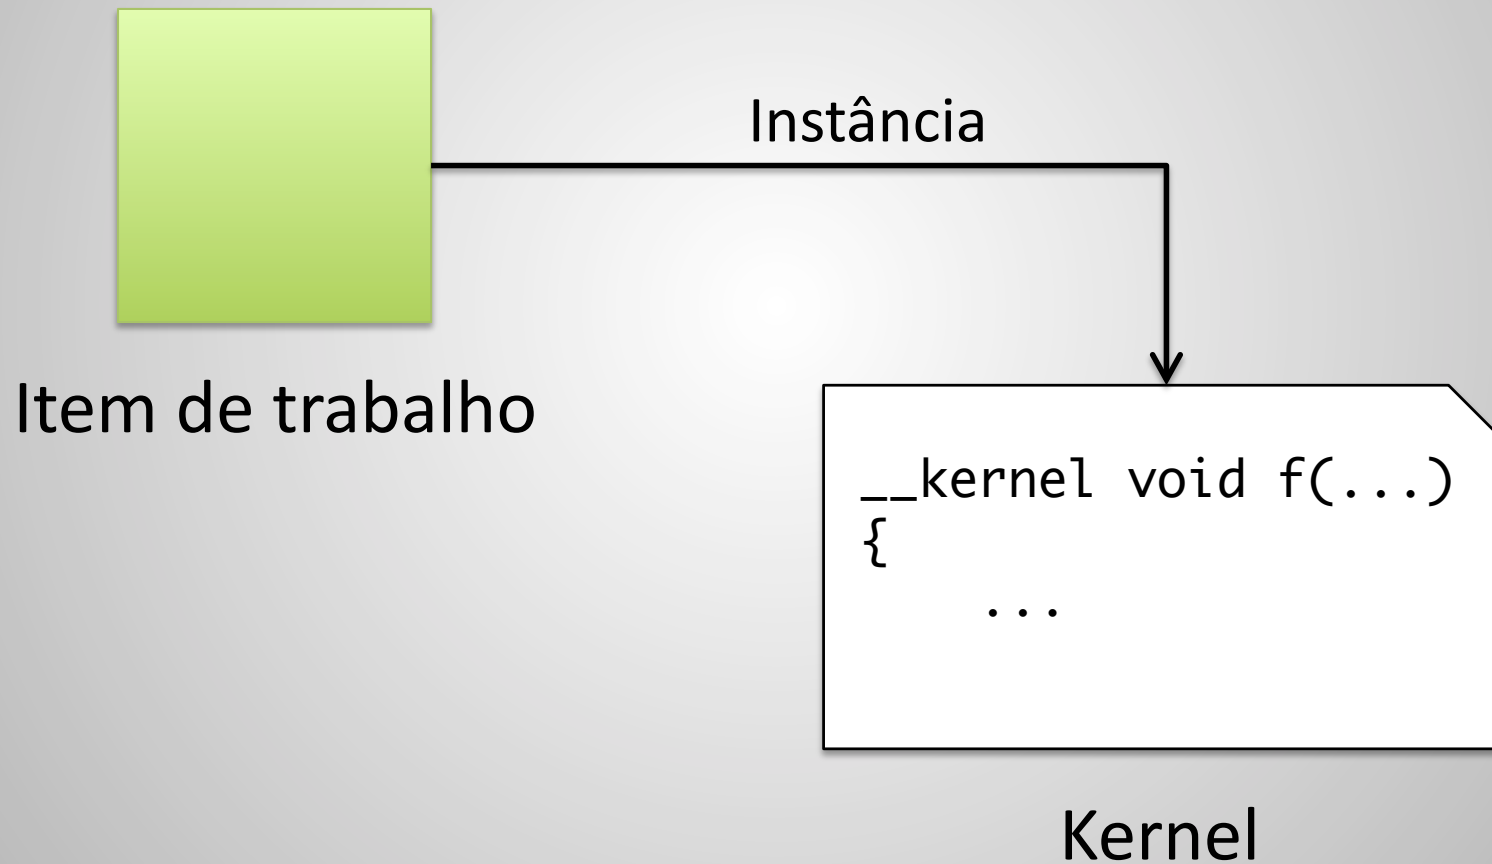 Instância
Item de trabalho
__kernel void f(...)
{
...
Kernel